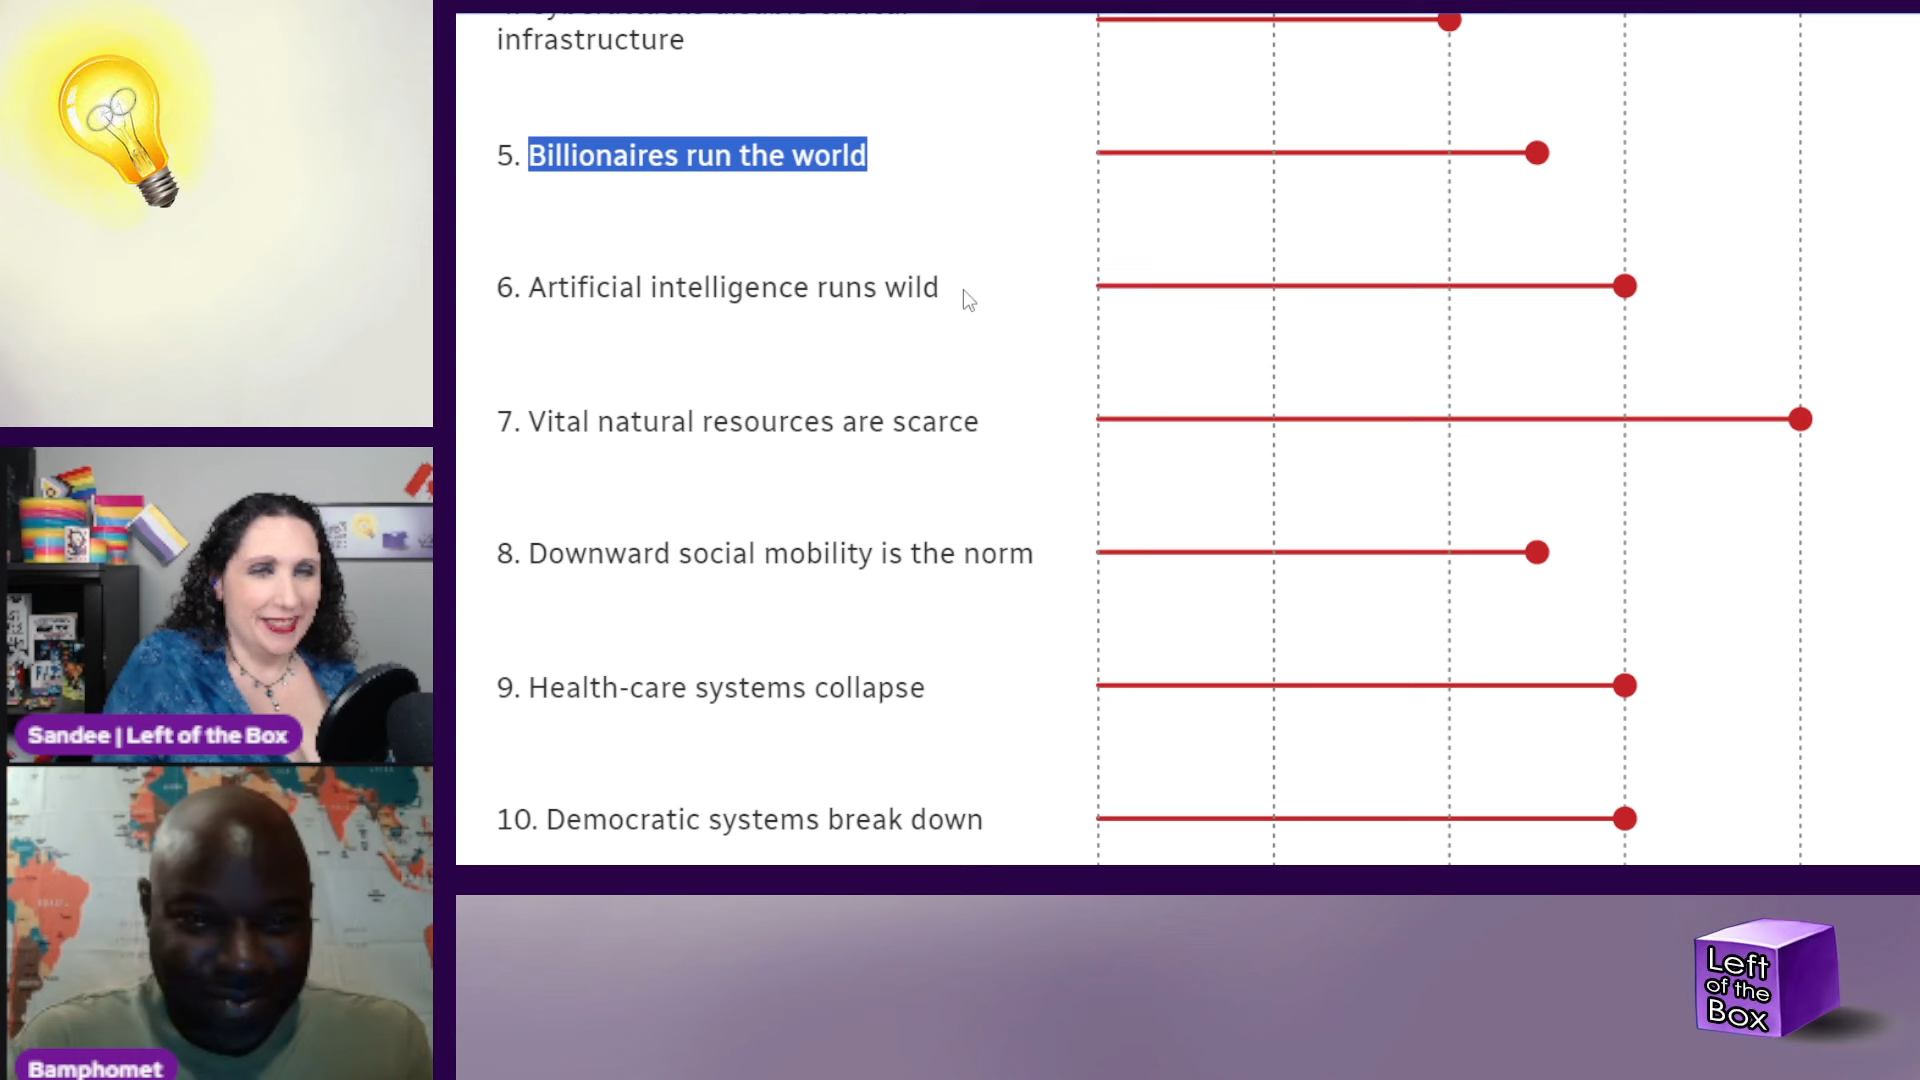 infrastructure
5. Billionaires run the world
6. Artificial intelligence runs wild
7. Vital natural resources are scarce
8. Downward social mobility is the norm
9. Health-care systems collapse
10. Democratic systems break down
Sandee | Left of the Box
Bamphomet
Left
of the
Box